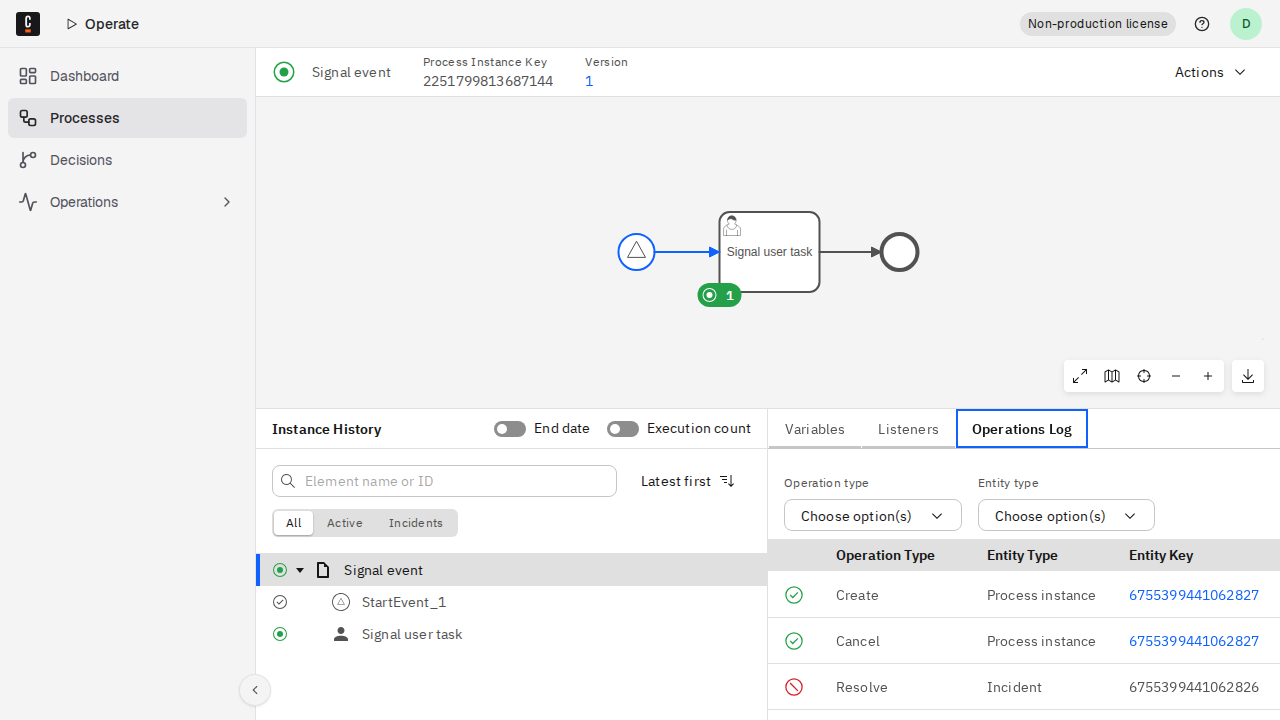 C
Operate
Non-production license
D
Dashboard
Processes
Decisions
Operations
Signal event
Process Instance Key
2251799813687144
Version
1
Actions
Signal user task
1
Instance History
End date
Execution count
Variables
Listeners
Operations Log
Element name or ID
Latest first
All
Active
Incidents
Operation type
Choose option(s)
Entity type
Choose option(s)
Signal event
StartEvent_1
Signal user task
Operation Type
Entity Type
Entity Key
Create
Process instance
6755399441062827
Cancel
Process instance
6755399441062827
Resolve
Incident
6755399441062826